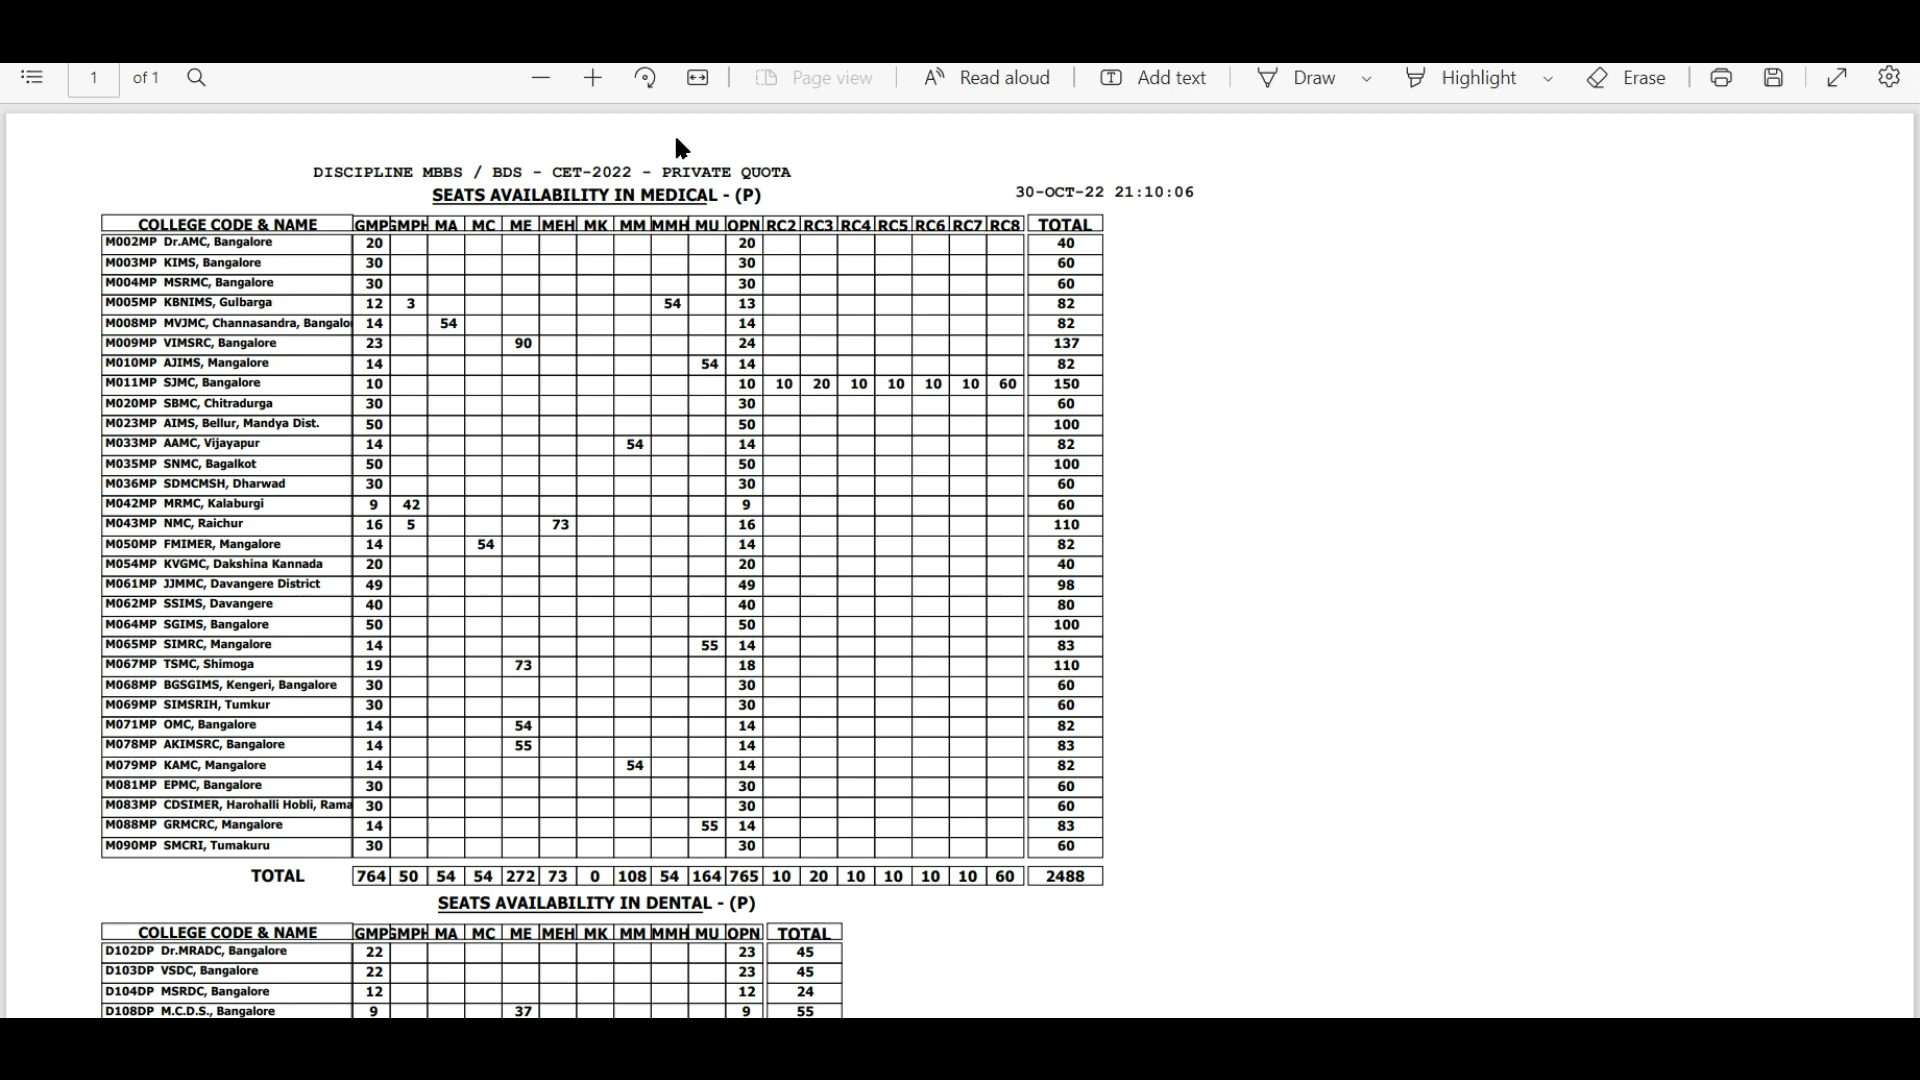 1 of 1 Page view Read aloud Add text Draw Highlight Erase
DISCIPLINE MBBS / BDS - CET-2022 - PRIVATE QUOTA
SEATS AVAILABILITY IN MEDICAL - (P)
30-OCT-22 21:10:06
COLLEGE CODE & NAME GMP GMPH MA MC ME MEH MK MM MMH MU OPN RC2 RC3 RC4 RC5 RC6 RC7 RC8 TOTAL
M002MP Dr.AMC, Bangalore 20 20 40
M003MP KIMS, Bangalore 30 30 60
M004MP MSRMC, Bangalore 30 30 60
M005MP KBNIMS, Gulbarga 12 3 54 13 82
M008MP MVJMC, Channasandra, Bangalo 14 54 14 82
M009MP VIMSRC, Bangalore 23 90 24 137
M010MP AJIMS, Mangalore 14 54 14 82
M011MP SJMC, Bangalore 10 10 10 20 10 10 10 10 60 150
M020MP SBMC, Chitradurga 30 30 60
M023MP AIMS, Bellur, Mandya Dist. 50 50 100
M033MP AAMC, Vijayapur 14 54 14 82
M035MP SNMC, Bagalkot 50 50 100
M036MP SDMCMSH, Dharwad 30 30 60
M042MP MRMC, Kalaburgi 9 42 9 60
M043MP NMC, Raichur 16 5 73 16 110
M050MP FMIMER, Mangalore 14 54 14 82
M054MP KVGMC, Dakshina Kannada 20 20 40
M061MP JJMMC, Davangere District 49 49 98
M062MP SSIMS, Davangere 40 40 80
M064MP SGIMS, Bangalore 50 50 100
M065MP SIMRC, Mangalore 14 55 14 83
M067MP TSMC, Shimoga 19 73 18 110
M068MP BGSGIMS, Kengeri, Bangalore 30 30 60
M069MP SIMSRIH, Tumkur 30 30 60
M071MP OMC, Bangalore 14 54 14 82
M078MP AKIMSRC, Bangalore 14 55 14 83
M079MP KAMC, Mangalore 14 54 14 82
M081MP EPMC, Bangalore 30 30 60
M083MP CDSIMER, Harohalli Hobli, Rama 30 30 60
M088MP GRMCRC, Mangalore 14 55 14 83
M090MP SMCRI, Tumakuru 30 30 60
TOTAL 764 50 54 54 272 73 0 108 54 164 765 10 20 10 10 10 10 60 2488
SEATS AVAILABILITY IN DENTAL - (P)
COLLEGE CODE & NAME GMP GMPH MA MC ME MEH MK MM MMH MU OPN TOTAL
D102DP Dr.MRADC, Bangalore 22 23 45
D103DP VSDC, Bangalore 22 23 45
D104DP MSRDC, Bangalore 12 12 24
D108DP M.C.D.S., Bangalore 9 37 9 55